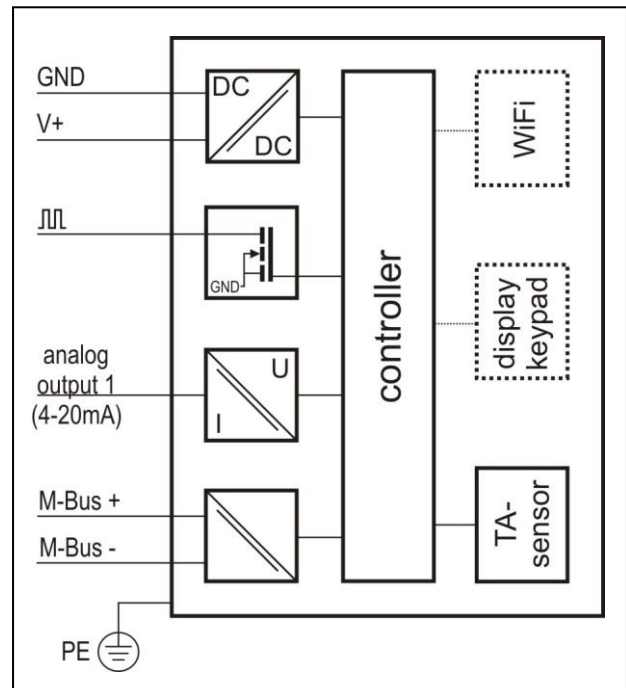 GND
V+
DC
DC
GND
analog
output 1
(4-20mA)
U
I
M-Bus +
M-Bus -
PE
controller
WiFi
display
keypad
TA-
sensor